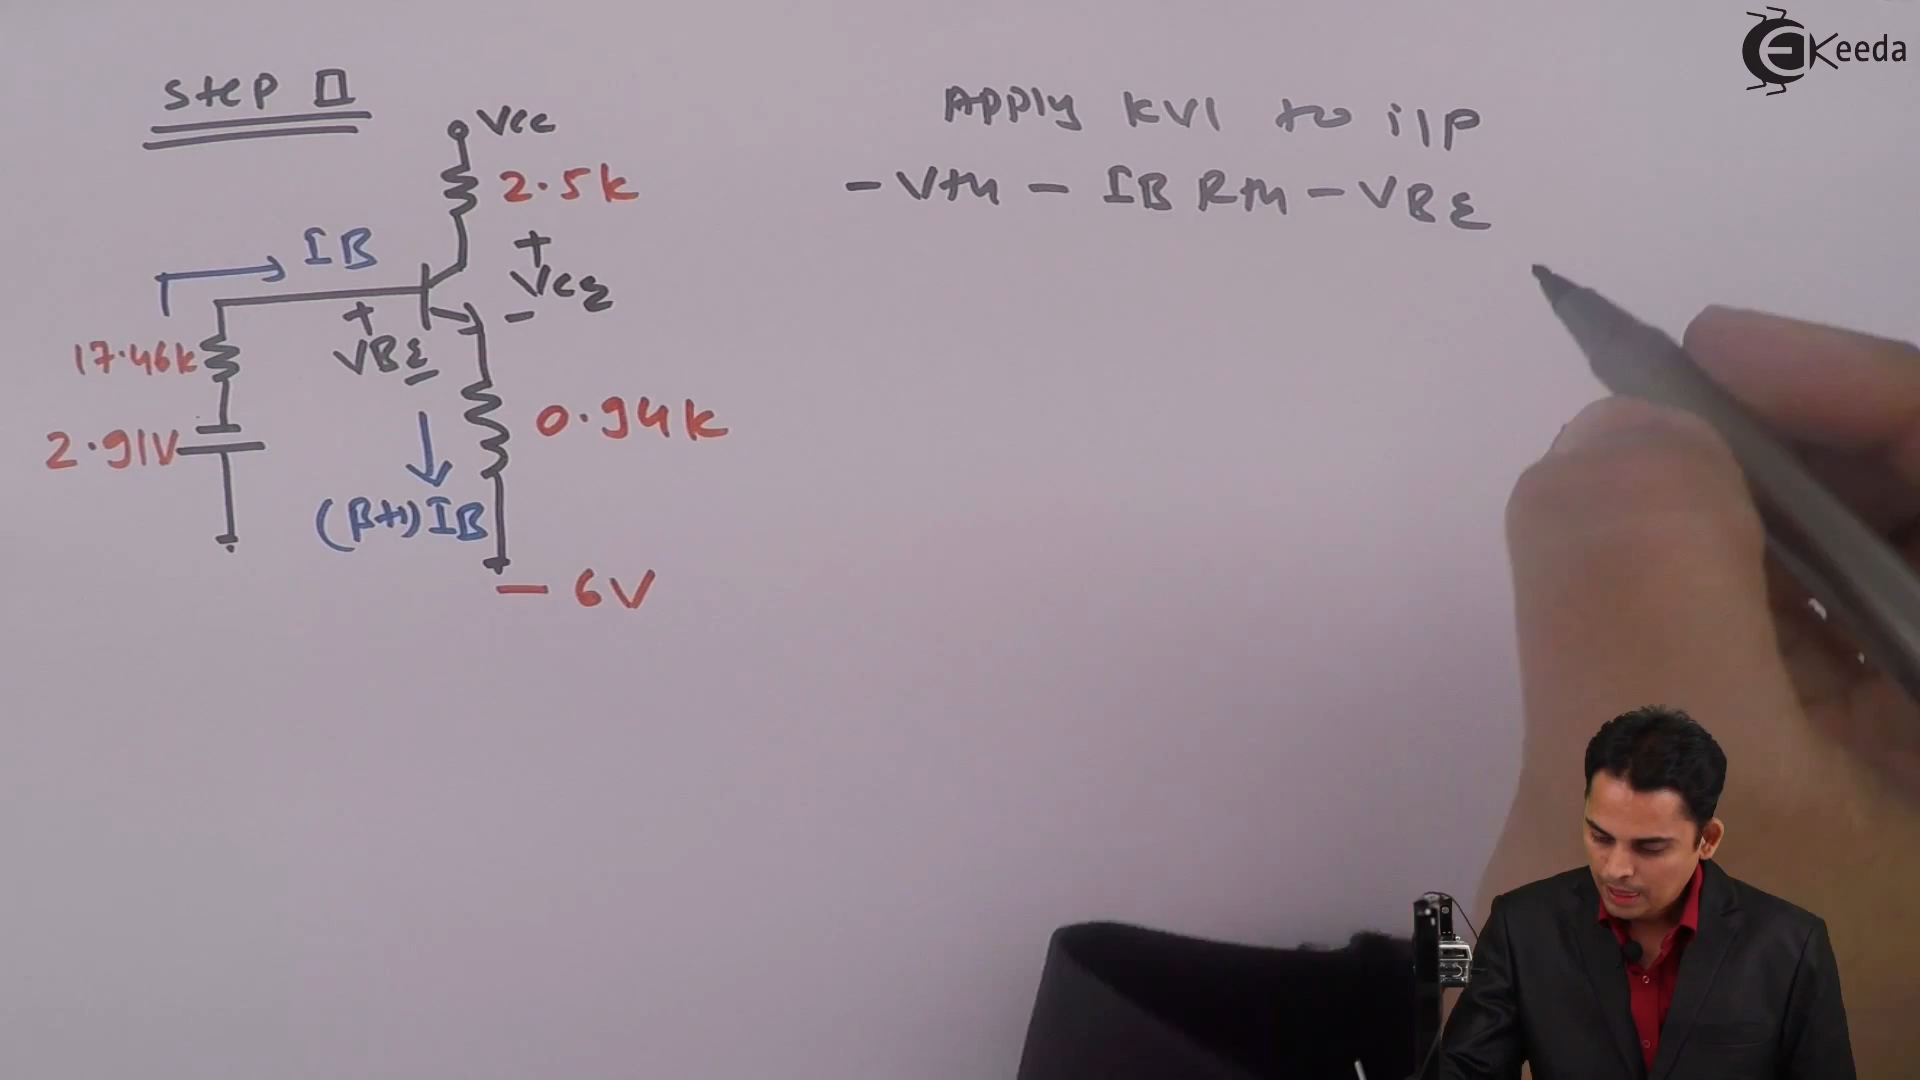 Step II
VCC
2.5k
IB
+
VCE
-
+
VBE
17.46k
2.91V
0.94k
(β+1)IB
- 6V
Apply KVL to i/p
- Vth - IB Rth - VBE
EKeeda